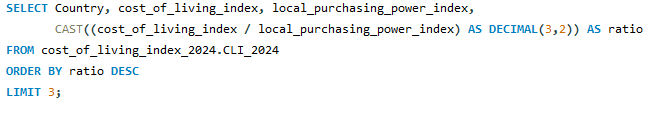 SELECT Country, cost_of_living_index, local_purchasing_power_index,
CAST((cost_of_living_index / local_purchasing_power_index) AS DECIMAL(3,2)) AS ratio
FROM cost_of_living_index_2024.CLI_2024
ORDER BY ratio DESC
LIMIT 3;